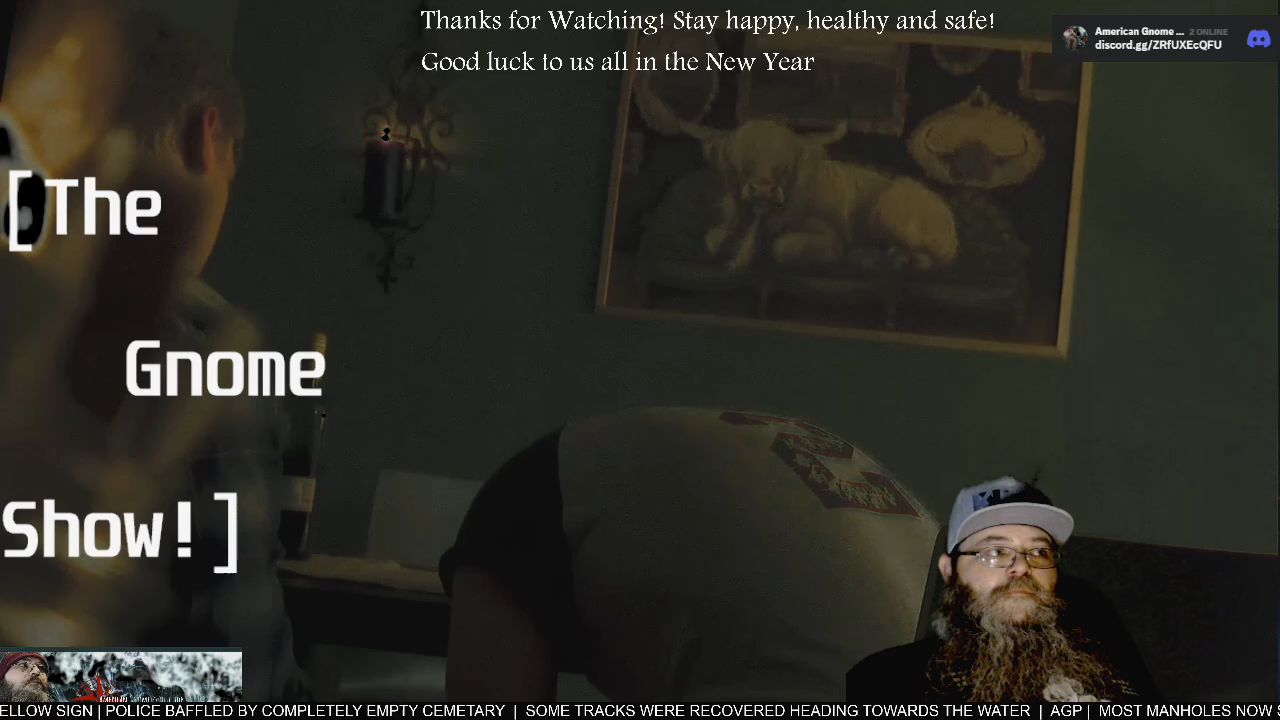 Thanks for Watching! Stay happy, healthy and safe!
Good luck to us all in the New Year
American Gnome ... 2 ONLINE
discord.gg/ZRfUXEcQFU
[The
Gnome
Show!]
ELLOW SIGN | POLICE BAFFLED BY COMPLETELY EMPTY CEMETARY | SOME TRACKS WERE RECOVERED HEADING TOWARDS THE WATER | AGP | MOST MANHOLES NOW S